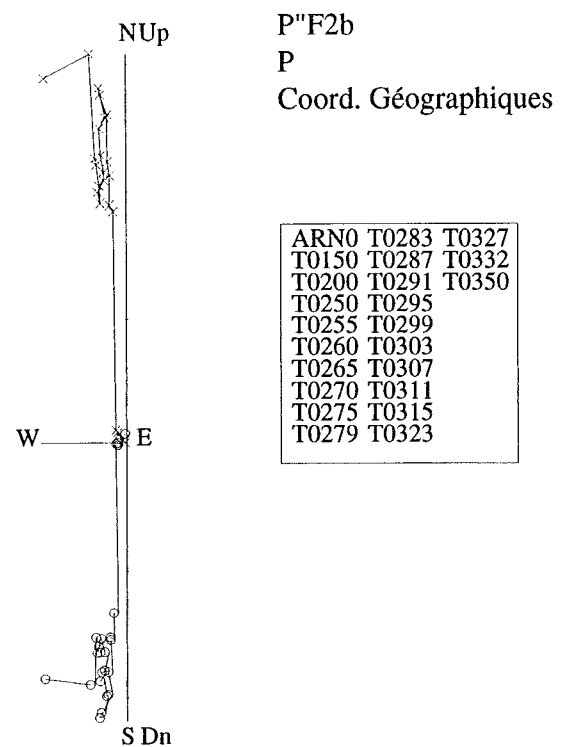 N Up
P"F2b
P
Coord. Géographiques
ARN0 T0283 T0327
T0150 T0287 T0332
T0200 T0291 T0350
T0250 T0295
T0255 T0299
T0260 T0303
T0265 T0307
T0270 T0311
T0275 T0315
T0279 T0323
W E
S Dn